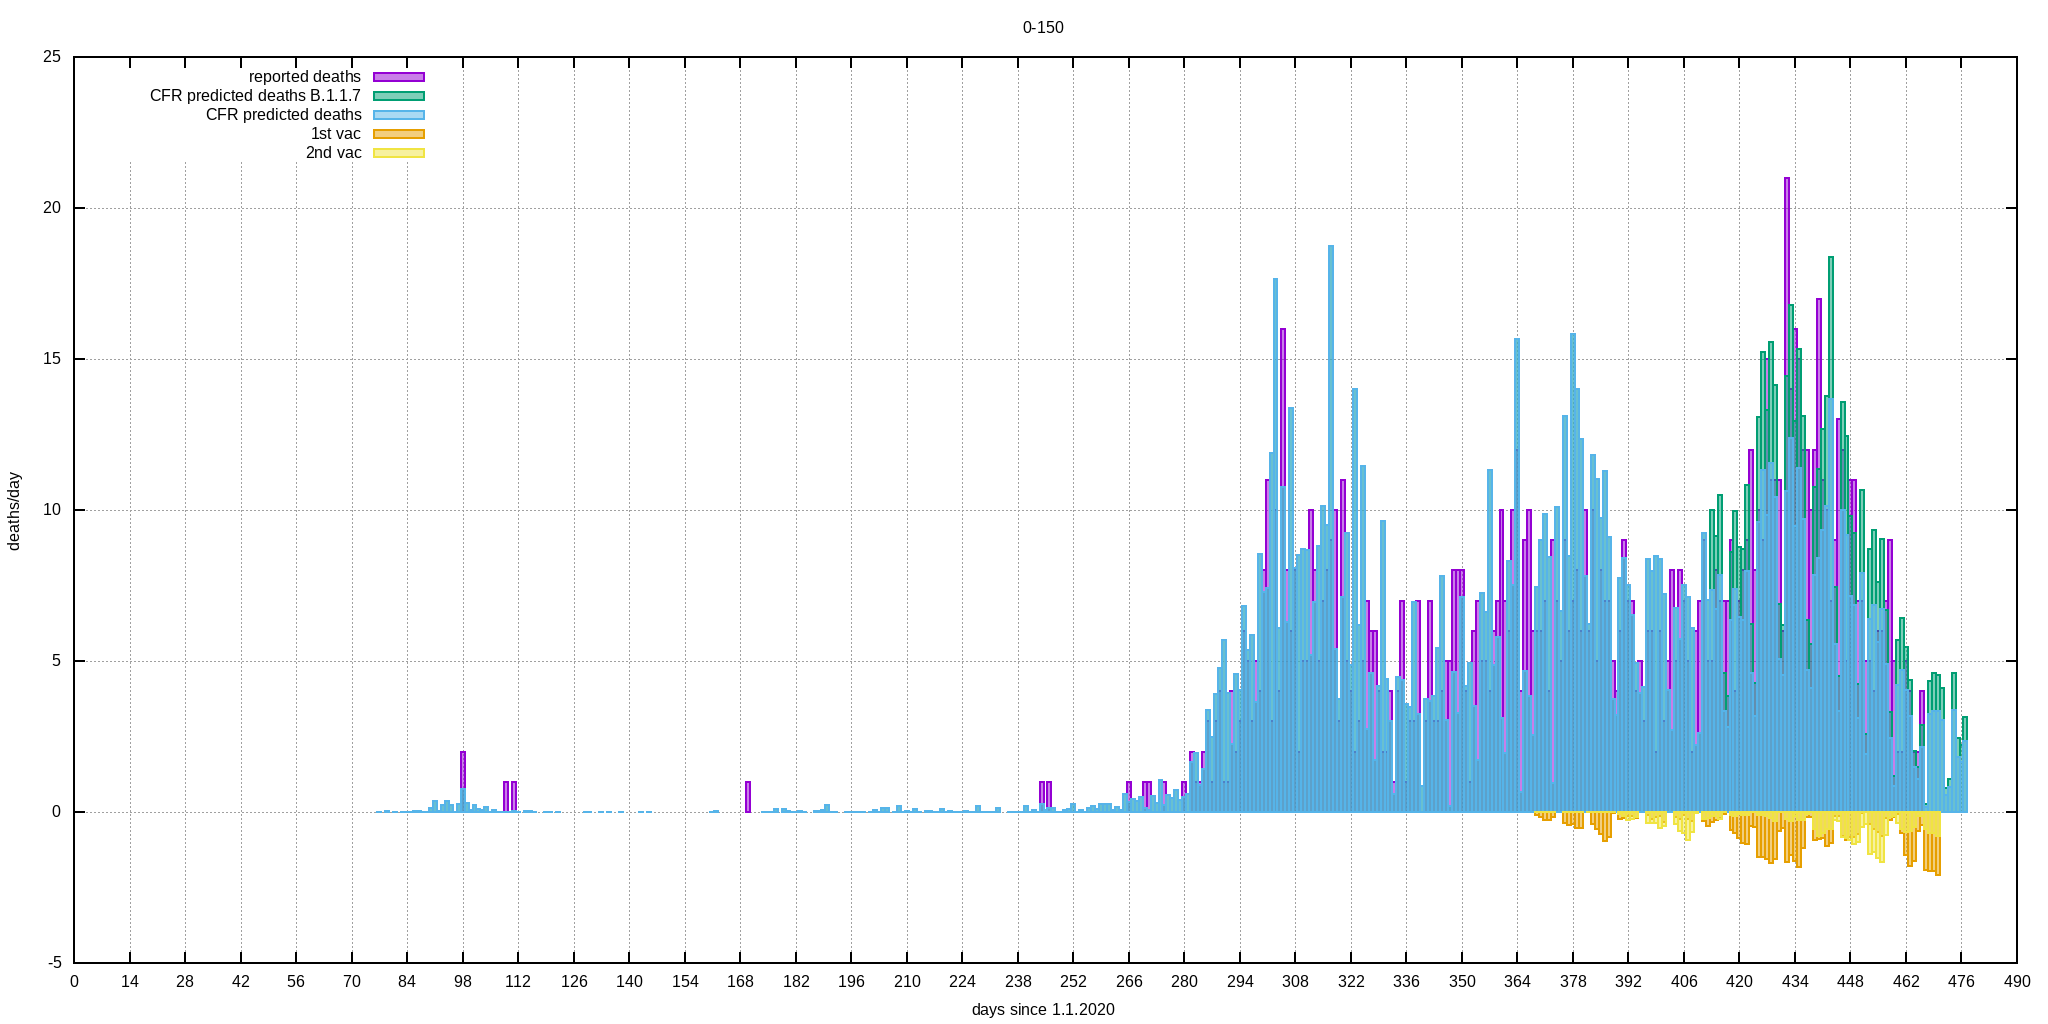 0-150
reported deaths
CFR predicted deaths B.1.1.7
CFR predicted deaths
1st vac
2nd vac
25
20
15
10
5
0
-5
deaths/day
0 14 28 42 56 70 84 98 112 126 140 154 168 182 196 210 224 238 252 266 280 294 308 322 336 350 364 378 392 406 420 434 448 462 476 490
days since 1.1.2020